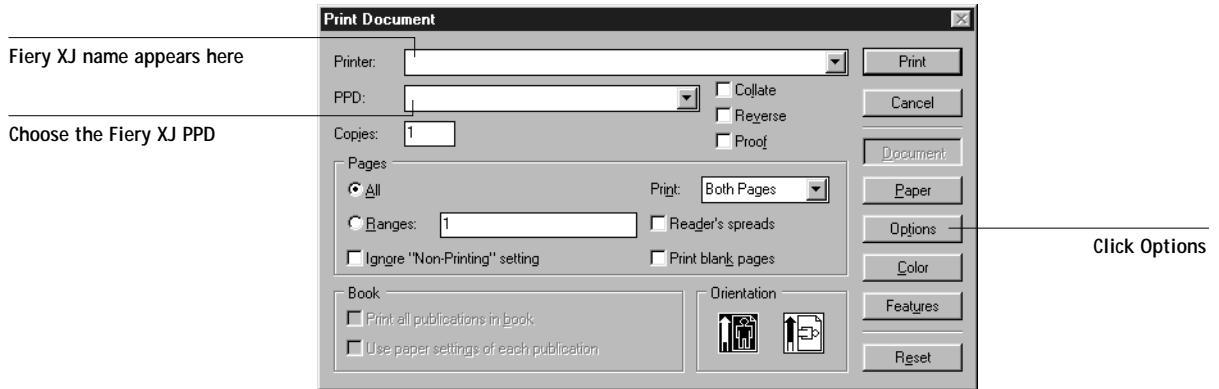 Print Document
Fiery XJ name appears here
Printer:
Print
PPD:
Collate
Cancel
Reverse
Choose the Fiery XJ PPD
Copies: 1
Proof
Document
Pages
All
Print: Both Pages
Paper
Ranges: 1
Reader's spreads
Options
Click Options
Ignore "Non-Printing" setting
Print blank pages
Color
Book
Orientation
Print all publications in book
Features
Use paper settings of each publication
Reset